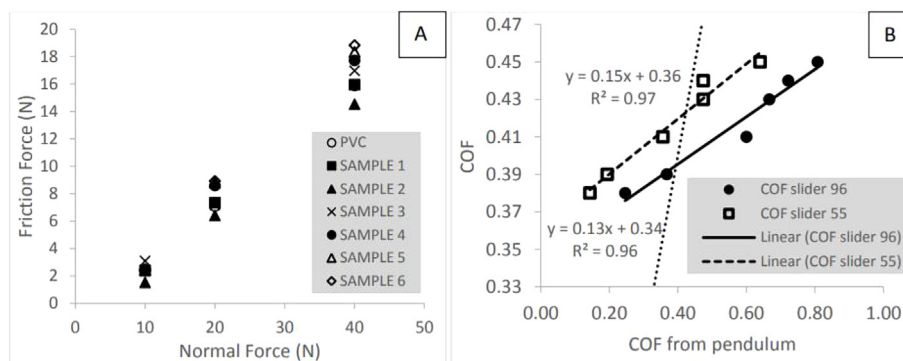 A
Friction Force (N)
20
18
16
14
12
10
8
6
4
2
0
PVC
SAMPLE 1
SAMPLE 2
SAMPLE 3
SAMPLE 4
SAMPLE 5
SAMPLE 6
0 10 20 30 40 50
Normal Force (N)
B
COF
0.45
0.43
0.41
0.39
0.37
0.35
0.33
y = 0.15x + 0.36
R² = 0.97
y = 0.13x + 0.34
R² = 0.96
COF slider 96
COF slider 55
Linear (COF slider 96)
Linear (COF slider 55)
0.00 0.20 0.40 0.60 0.80 1.00
COF from pendulum